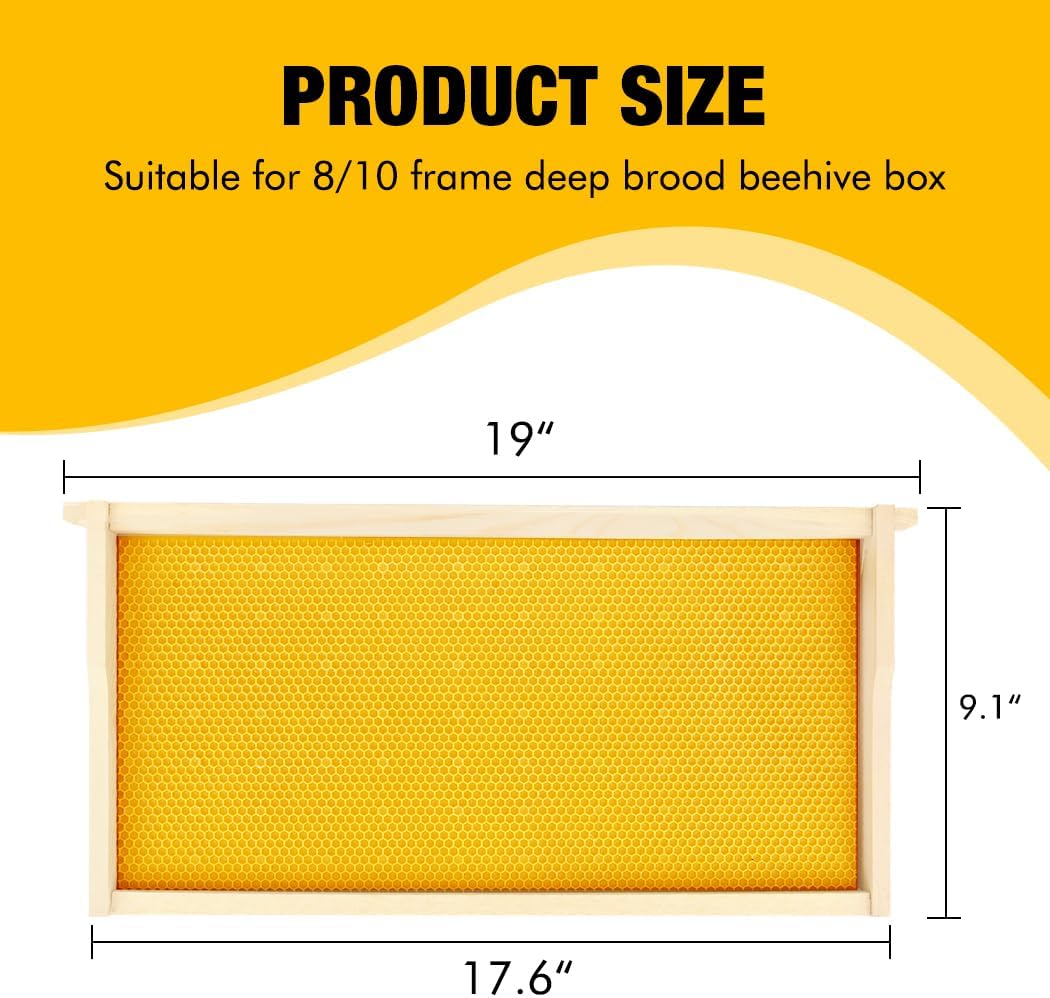 PRODUCT SIZE
Suitable for 8/10 frame deep brood beehive box
19“
9.1“
17.6“